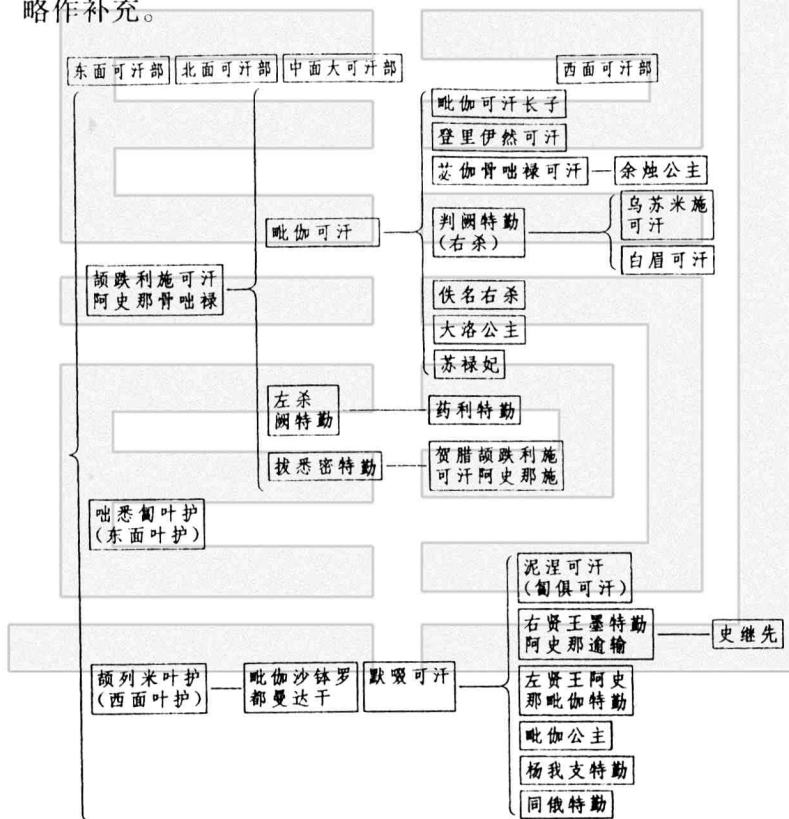 略作补充。
东面可汗部
北面可汗部
中面大可汗部
西面可汗部
毗伽可汗长子
登里伊然可汗
苾伽骨咄禄可汗
余烛公主
毗伽可汗
判阙特勤
(右杀)
乌苏米施
可汗
白眉可汗
颉跌利施可汗
阿史那骨咄禄
佚名右杀
大洛公主
苏禄妃
左杀
阙特勤
药利特勤
拔悉密特勤
贺腊颉跌利施
可汗阿史那施
咄悉匐叶护
(东面叶护)
泥涅可汗
(匐俱可汗)
右贤王墨特勤
阿史那逾输
史继先
颉列米叶护
(西面叶护)
毗伽沙钵罗
都曼达干
默啜可汗
左贤王阿史
那毗伽特勤
毗伽公主
杨我支特勤
同俄特勤